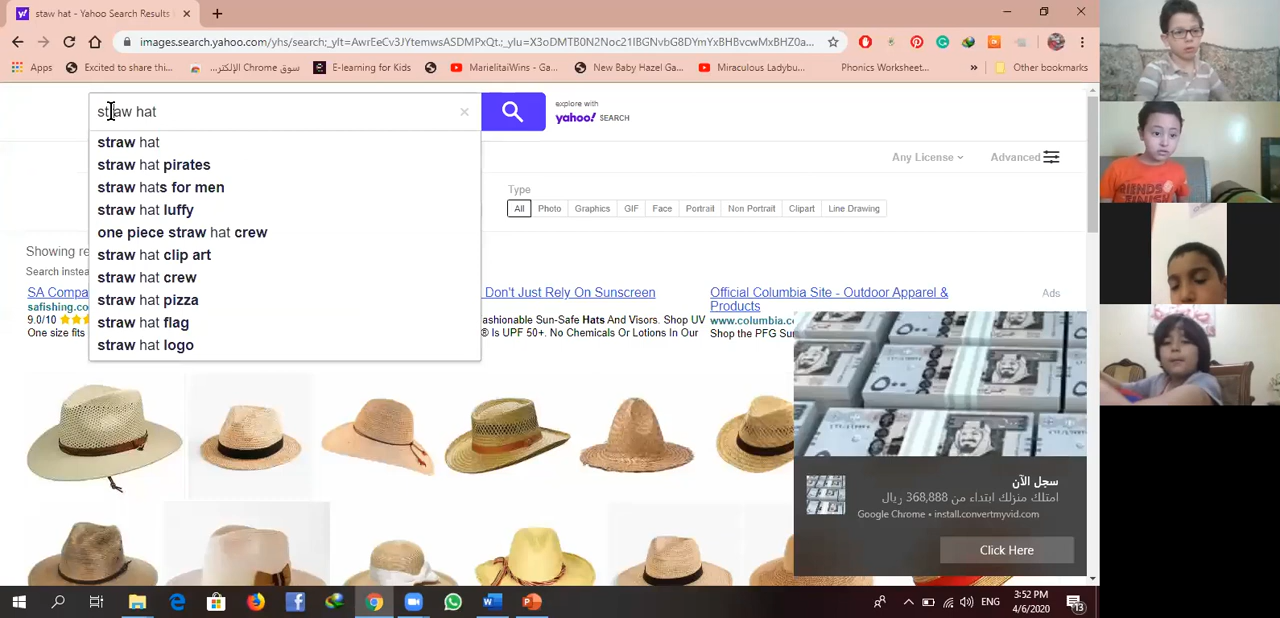 staw hat - Yahoo Search Results
images.search.yahoo.com/yhs/search;_ylt=AwrEeCv3JYtemwsASDMPxQt.;_ylu=X3oDMTB0N2Noc21lBGNvbG8DYmYxBHBvcwMxBHZ0a...
Apps Excited to share thi... سوق Chrome الإلكتر... E-learning for Kids MarielitaiWins - Ga... New Baby Hazel Ga... Miraculous Ladybu... Phonics Worksheet... » Other bookmarks
staw hat
explore with
yahoo! SEARCH
straw hat
straw hat pirates
straw hats for men
straw hat luffy
one piece straw hat crew
straw hat clip art
straw hat crew
straw hat pizza
straw hat flag
straw hat logo
Any License Advanced
Type
All Photo Graphics GIF Face Portrait Non Portrait Clipart Line Drawing
Showing re
Search instea
SA Compa
safishing.
9.0/10
One size fits
Don't Just Rely On Sunscreen
ashionable Sun-Safe Hats And Visors. Shop UV
® Is UPF 50+. No Chemicals Or Lotions In Our
Official Columbia Site - Outdoor Apparel &
Products
www.columbia.c
Shop the PFG Su
Ads
سجل الآن
امتلك منزلك ابتداء من 368,888 ريال
Google Chrome • install.convertmyvid.com
Click Here
FRIENDS
FINISH
ENG
3:52 PM
4/6/2020
13